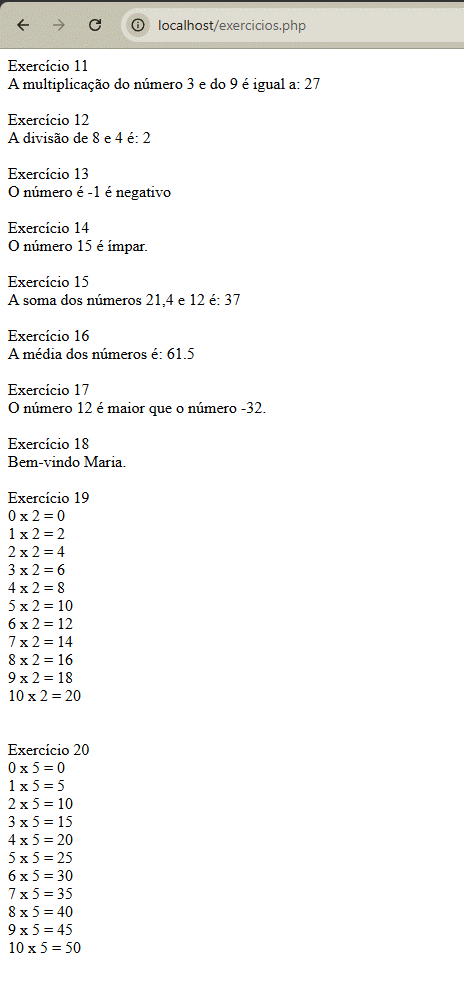 localhost/exercicios.php
Exercício 11
A multiplicação do número 3 e do 9 é igual a: 27
Exercício 12
A divisão de 8 e 4 é: 2
Exercício 13
O número é -1 é negativo
Exercício 14
O número 15 é ímpar.
Exercício 15
A soma dos números 21,4 e 12 é: 37
Exercício 16
A média dos números é: 61.5
Exercício 17
O número 12 é maior que o número -32.
Exercício 18
Bem-vindo Maria.
Exercício 19
0 x 2 = 0
1 x 2 = 2
2 x 2 = 4
3 x 2 = 6
4 x 2 = 8
5 x 2 = 10
6 x 2 = 12
7 x 2 = 14
8 x 2 = 16
9 x 2 = 18
10 x 2 = 20
Exercício 20
0 x 5 = 0
1 x 5 = 5
2 x 5 = 10
3 x 5 = 15
4 x 5 = 20
5 x 5 = 25
6 x 5 = 30
7 x 5 = 35
8 x 5 = 40
9 x 5 = 45
10 x 5 = 50